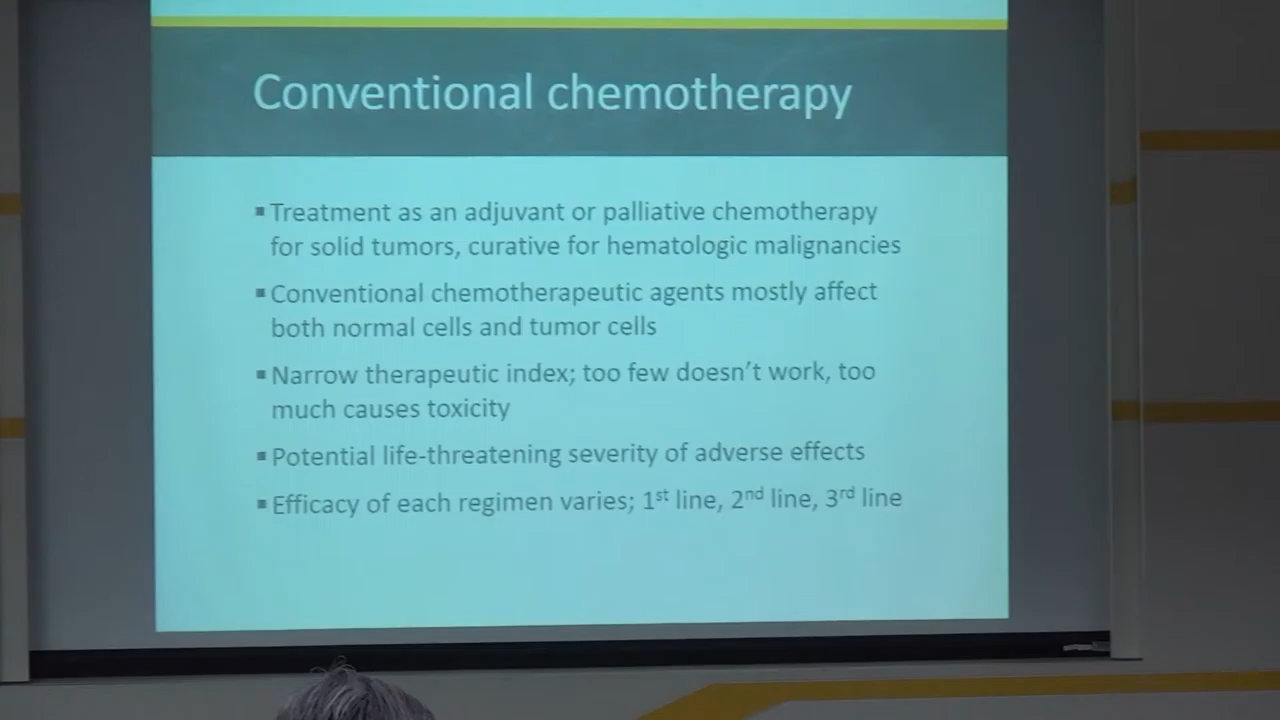 Conventional chemotherapy
▪ Treatment as an adjuvant or palliative chemotherapy
for solid tumors, curative for hematologic malignancies
▪ Conventional chemotherapeutic agents mostly affect
both normal cells and tumor cells
▪ Narrow therapeutic index; too few doesn’t work, too
much causes toxicity
▪ Potential life-threatening severity of adverse effects
▪ Efficacy of each regimen varies; 1st line, 2nd line, 3rd line